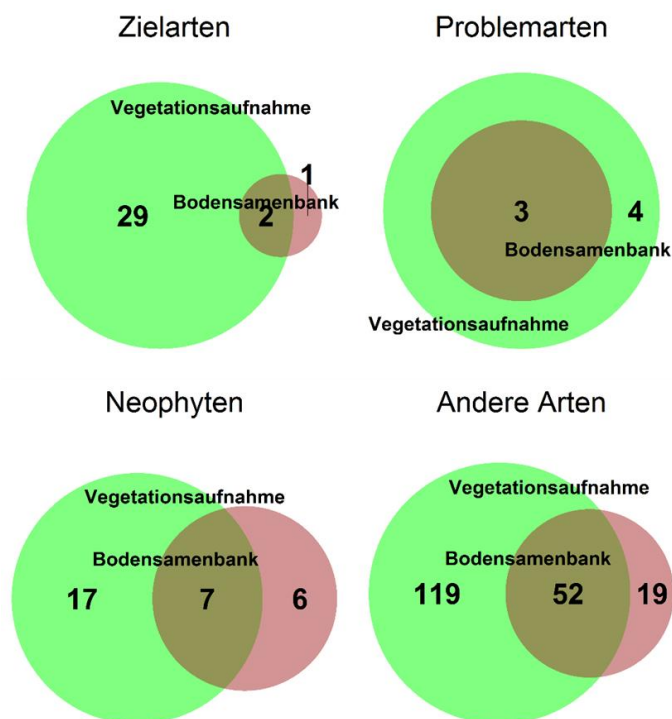 Zielarten
Vegetationsaufnahme
1
Bodensamenbank
29
2
Problemarten
3
4
Bodensamenbank
Vegetationsaufnahme
Neophyten
Vegetationsaufnahme
Bodensamenbank
17
7
6
Andere Arten
Vegetationsaufnahme
Bodensamenbank
119
52
19